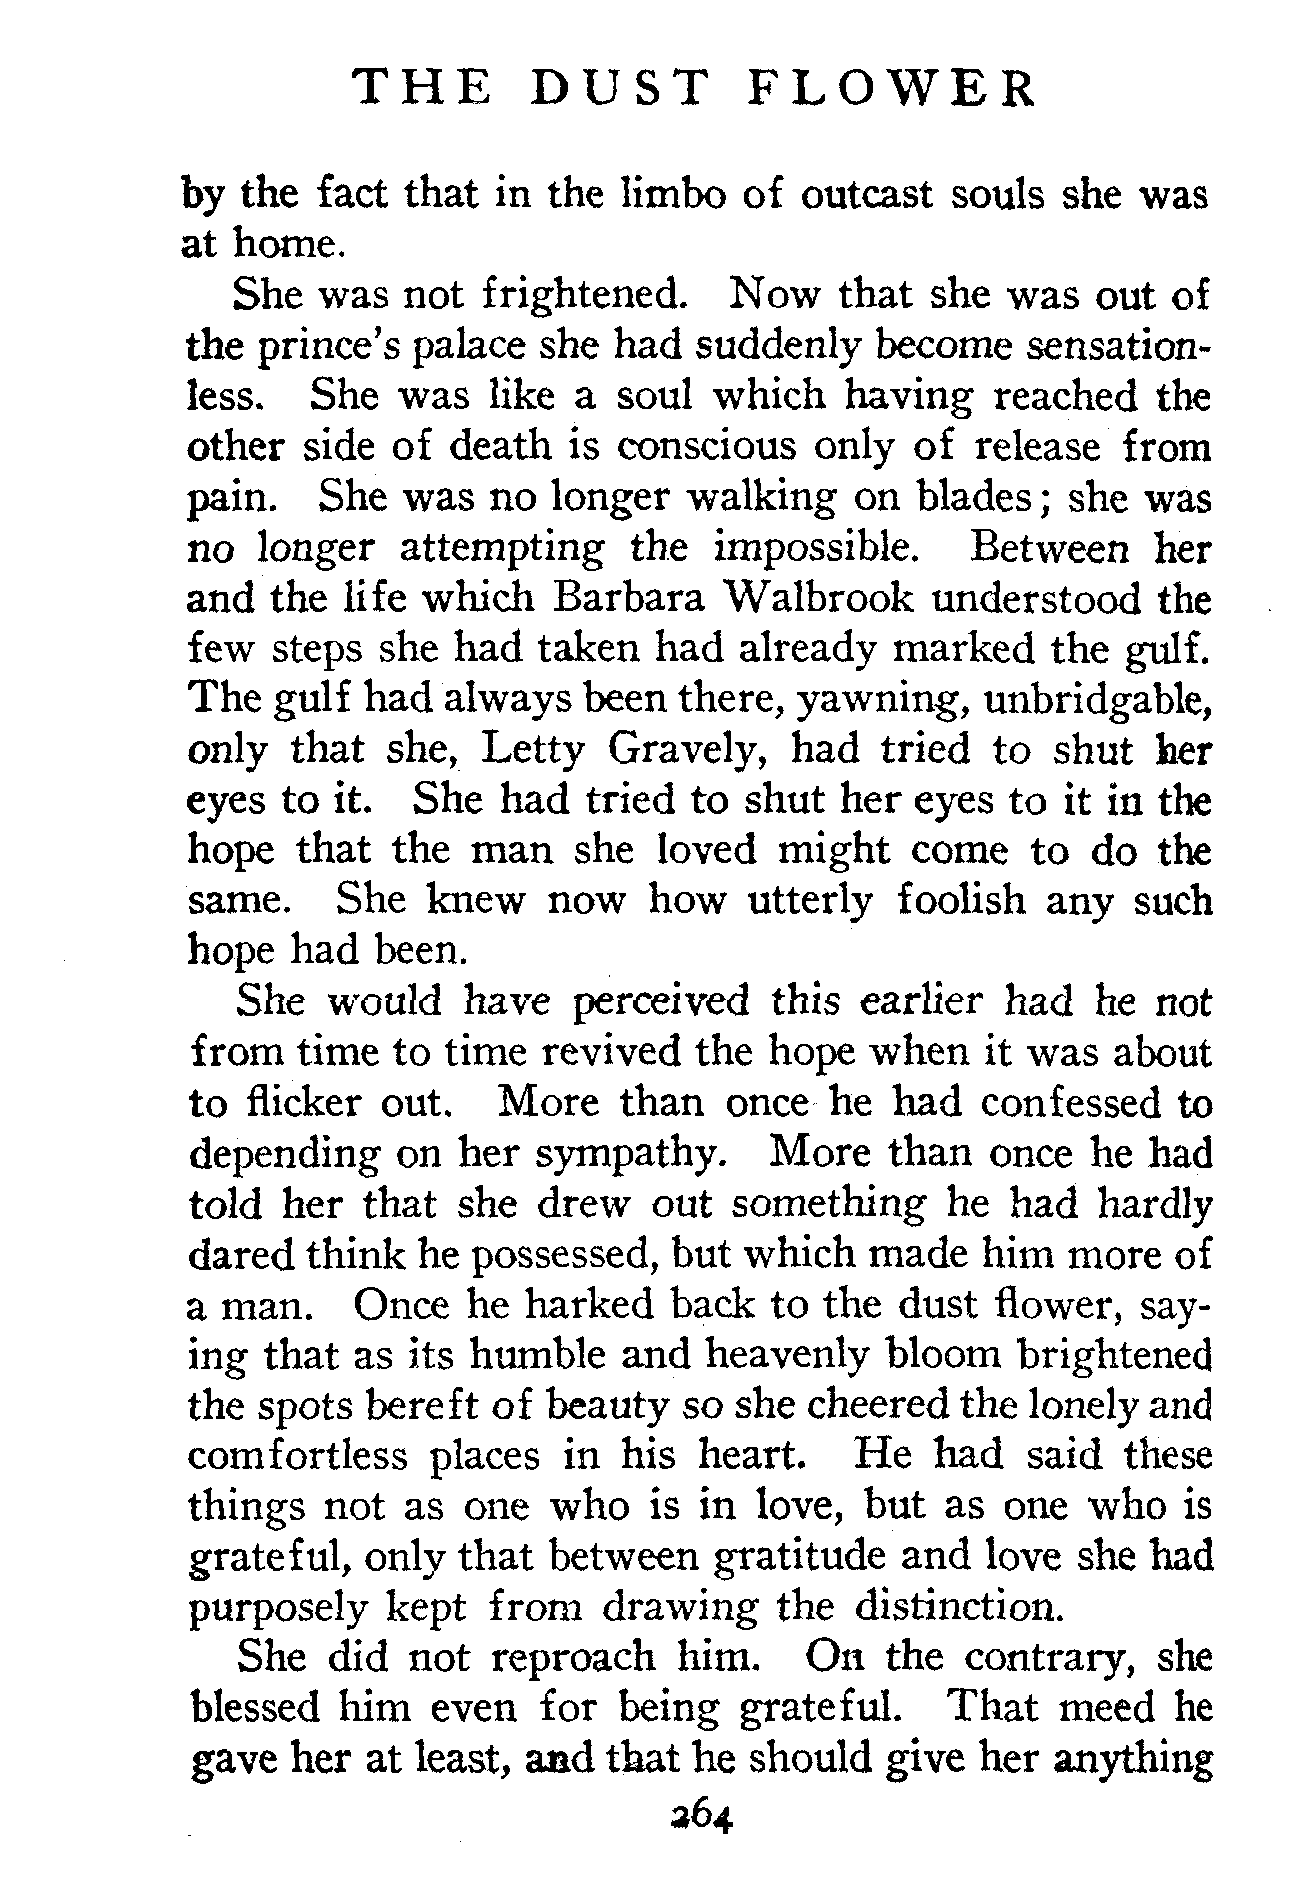 THE DUST FLOWER
by the fact that in the limbo of outcast souls she was
at home.
She was not frightened. Now that she was out of
the prince's palace she had suddenly become sensation-
less. She was like a soul which having reached the
other side of death is conscious only of release from
pain. She was no longer walking on blades; she was
no longer attempting the impossible. Between her
and the life which Barbara Walbrook understood the
few steps she had taken had already marked the gulf.
The gulf had always been there, yawning, unbridgable,
only that she, Letty Gravely, had tried to shut her
eyes to it. She had tried to shut her eyes to it in the
hope that the man she loved might come to do the
same. She knew now how utterly foolish any such
hope had been.
She would have perceived this earlier had he not
from time to time revived the hope when it was about
to flicker out. More than once he had confessed to
depending on her sympathy. More than once he had
told her that she drew out something he had hardly
dared think he possessed, but which made him more of
a man. Once he harked back to the dust flower, say-
ing that as its humble and heavenly bloom brightened
the spots bereft of beauty so she cheered the lonely and
comfortless places in his heart. He had said these
things not as one who is in love, but as one who is
grateful, only that between gratitude and love she had
purposely kept from drawing the distinction.
She did not reproach him. On the contrary, she
blessed him even for being grateful. That meed he
gave her at least, and that he should give her anything
264